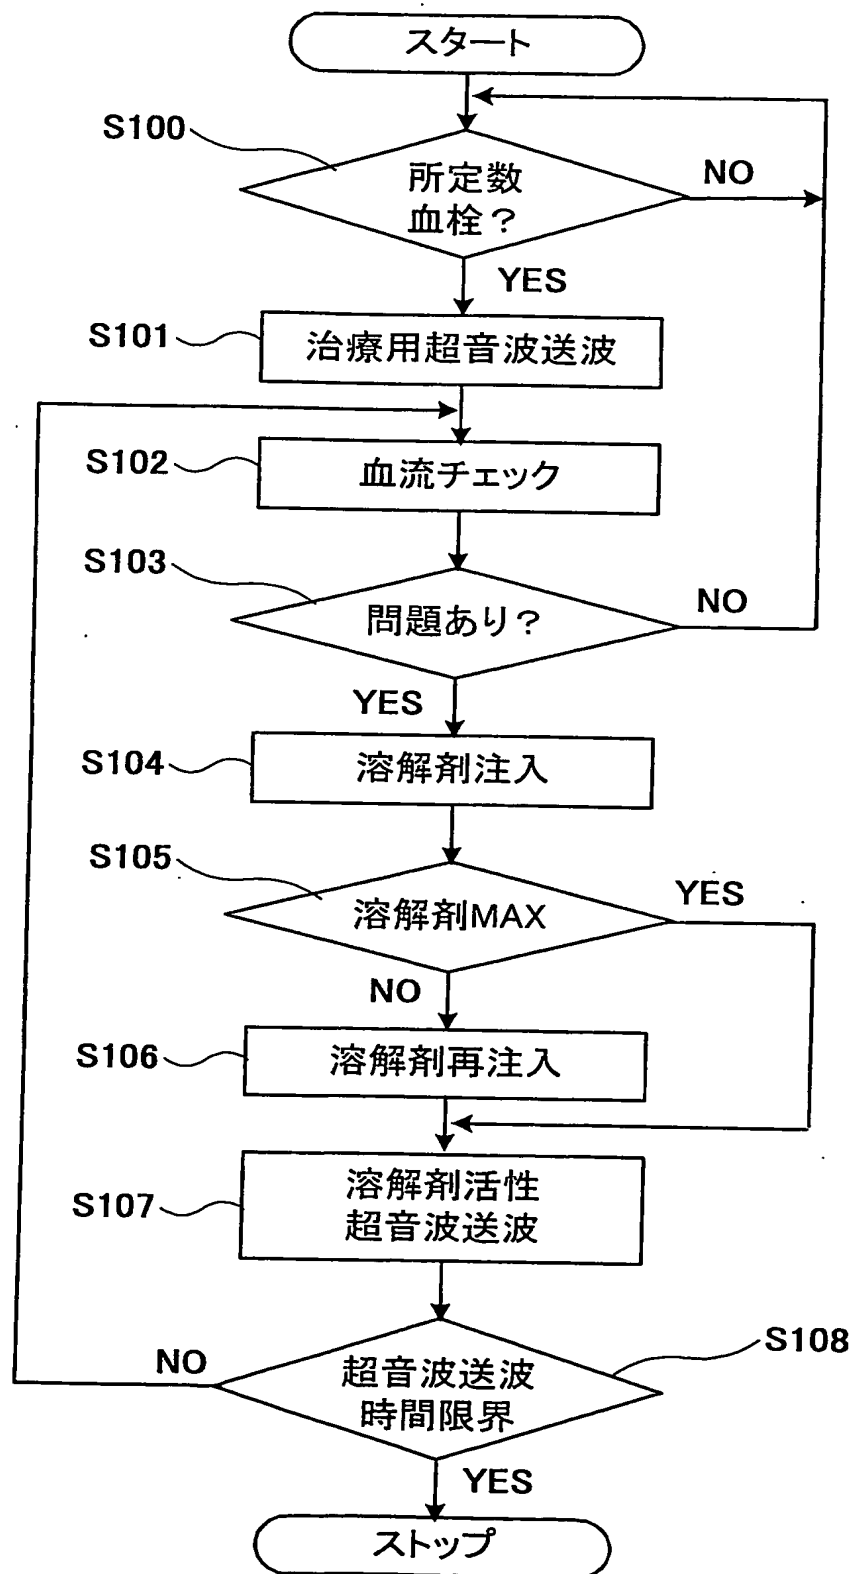 スタート
S100
所定数
血栓?
NO
YES
S101
治療用超音波送波
S102
血流チェック
S103
問題あり?
NO
YES
S104
溶解剤注入
S105
溶解剤MAX
YES
NO
S106
溶解剤再注入
S107
溶解剤活性
超音波送波
S108
NO
超音波送波
時間限界
YES
ストップ